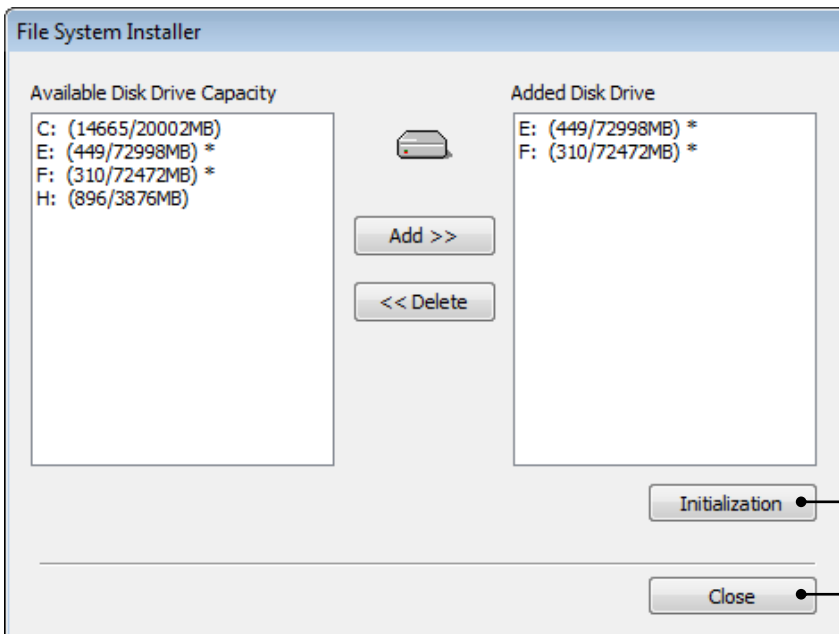 File System Installer
Available Disk Drive Capacity
C: (14665/20002MB)
E: (449/72998MB) *
F: (310/72472MB) *
H: (896/3876MB)
Add >>
<< Delete
Added Disk Drive
E: (449/72998MB) *
F: (310/72472MB) *
Initialization
Close